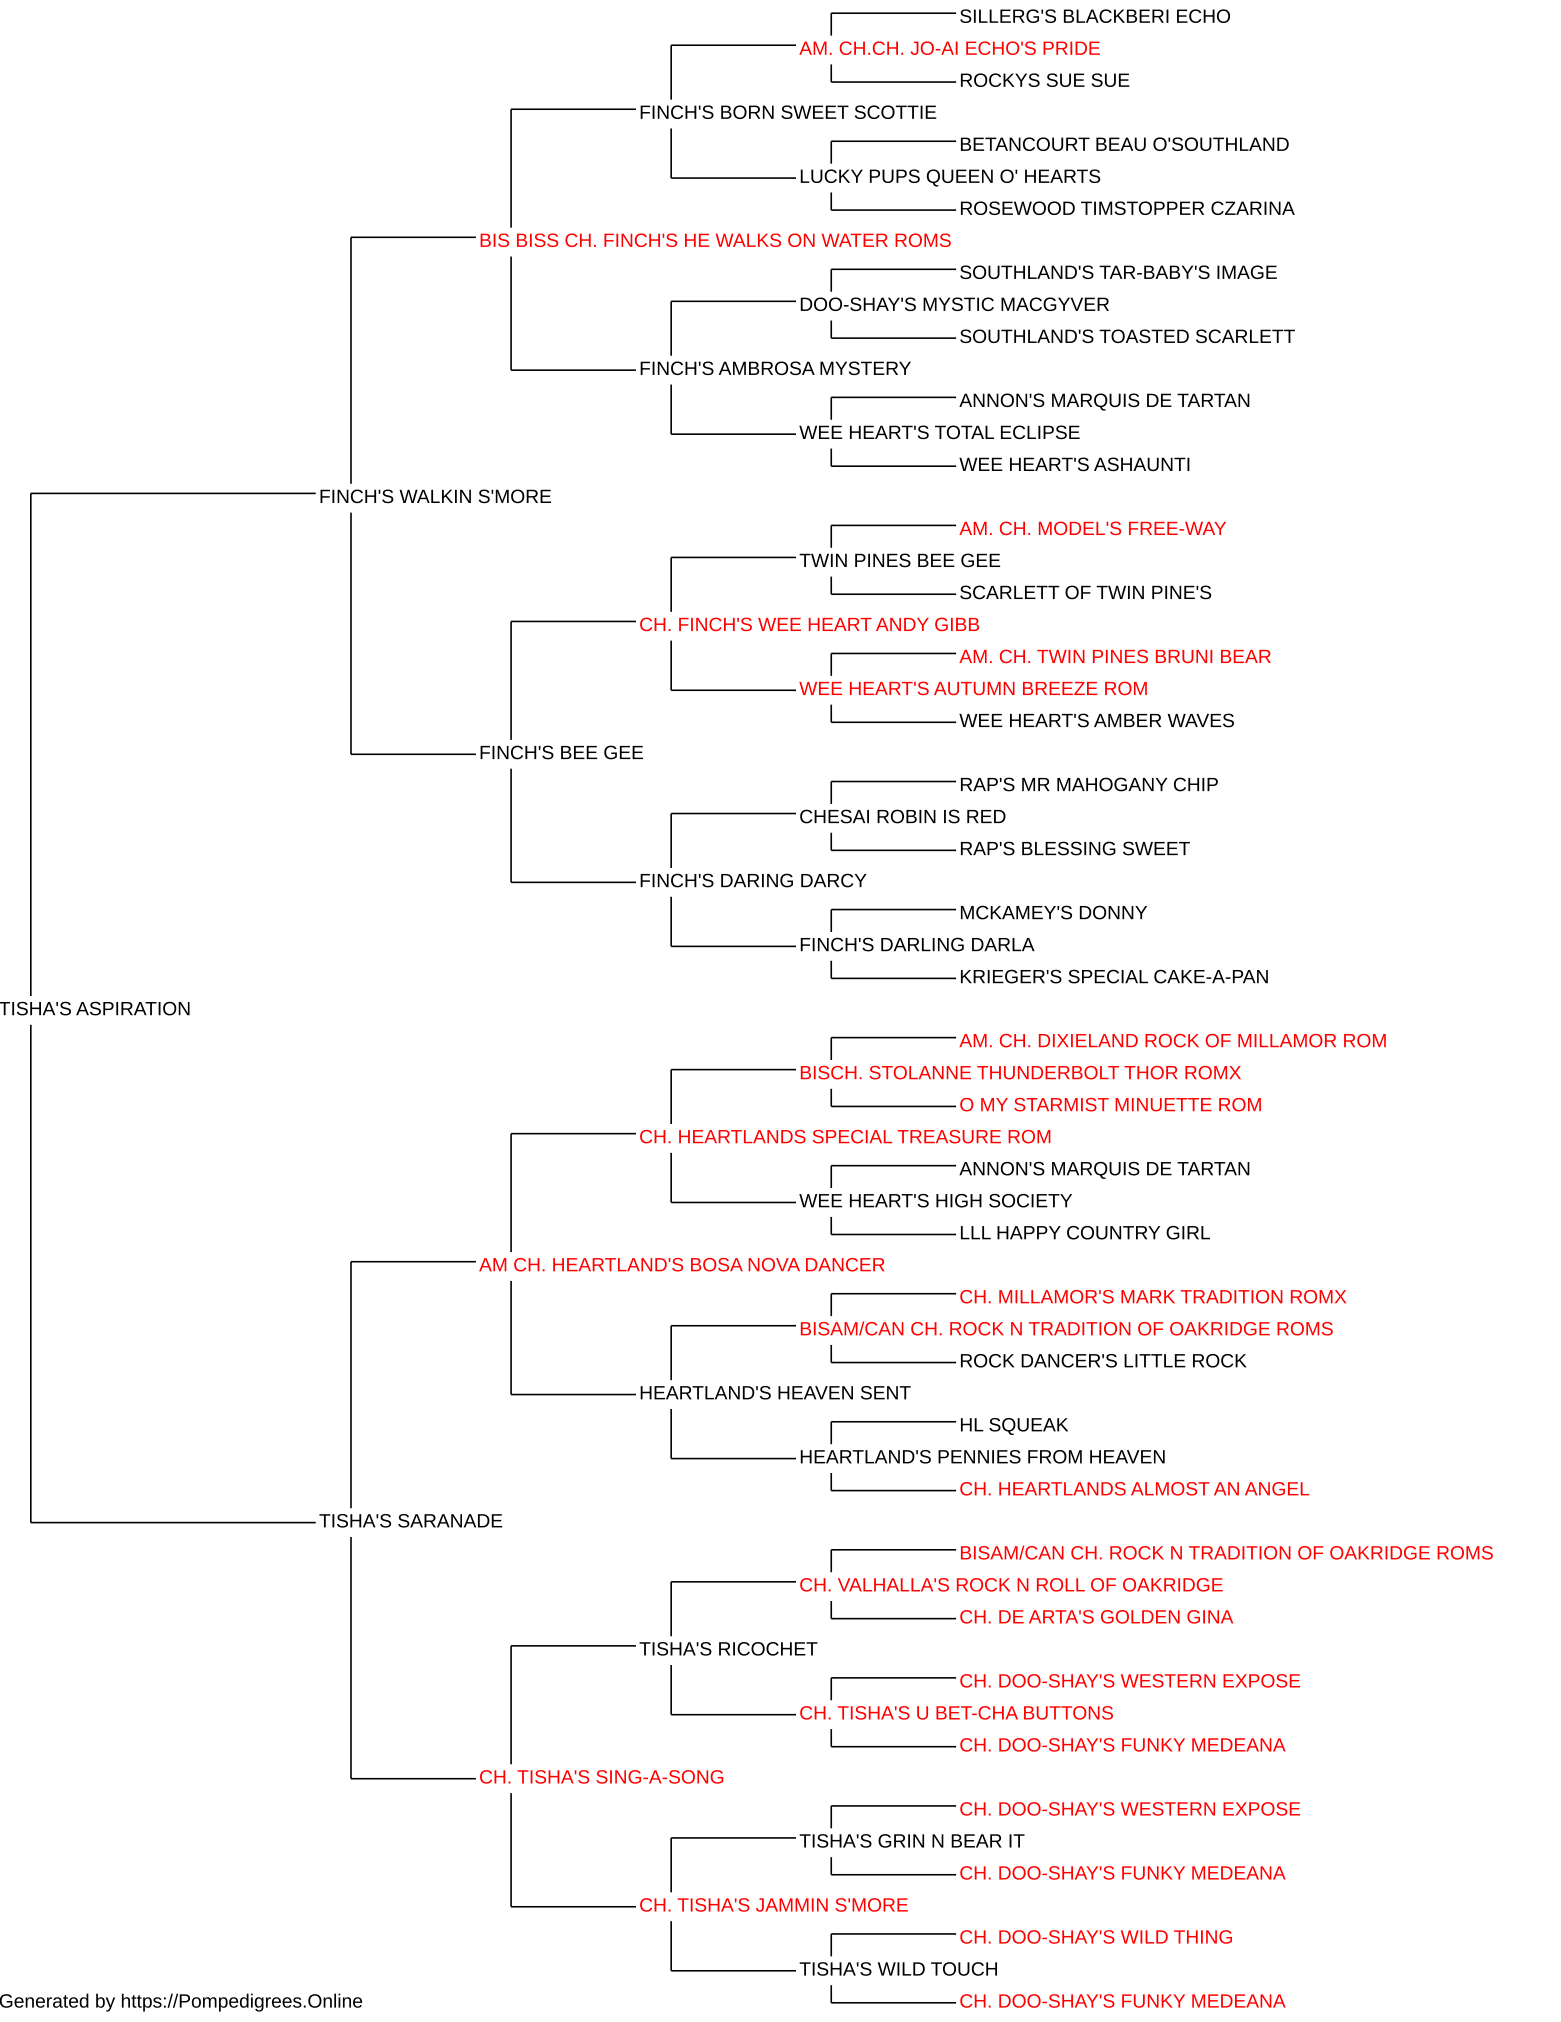 SILLERG'S BLACKBERI ECHO
AM. CH.CH. JO-AI ECHO'S PRIDE
ROCKYS SUE SUE
FINCH'S BORN SWEET SCOTTIE
BETANCOURT BEAU O'SOUTHLAND
LUCKY PUPS QUEEN O' HEARTS
ROSEWOOD TIMSTOPPER CZARINA
BIS BISS CH. FINCH'S HE WALKS ON WATER ROMS
SOUTHLAND'S TAR-BABY'S IMAGE
DOO-SHAY'S MYSTIC MACGYVER
SOUTHLAND'S TOASTED SCARLETT
FINCH'S AMBROSA MYSTERY
ANNON'S MARQUIS DE TARTAN
WEE HEART'S TOTAL ECLIPSE
WEE HEART'S ASHAUNTI
FINCH'S WALKIN S'MORE
AM. CH. MODEL'S FREE-WAY
TWIN PINES BEE GEE
SCARLETT OF TWIN PINE'S
CH. FINCH'S WEE HEART ANDY GIBB
AM. CH. TWIN PINES BRUNI BEAR
WEE HEART'S AUTUMN BREEZE ROM
WEE HEART'S AMBER WAVES
FINCH'S BEE GEE
RAP'S MR MAHOGANY CHIP
CHESAI ROBIN IS RED
RAP'S BLESSING SWEET
FINCH'S DARING DARCY
MCKAMEY'S DONNY
FINCH'S DARLING DARLA
KRIEGER'S SPECIAL CAKE-A-PAN
TISHA'S ASPIRATION
AM. CH. DIXIELAND ROCK OF MILLAMOR ROM
BISCH. STOLANNE THUNDERBOLT THOR ROMX
O MY STARMIST MINUETTE ROM
CH. HEARTLANDS SPECIAL TREASURE ROM
ANNON'S MARQUIS DE TARTAN
WEE HEART'S HIGH SOCIETY
LLL HAPPY COUNTRY GIRL
AM CH. HEARTLAND'S BOSA NOVA DANCER
CH. MILLAMOR'S MARK TRADITION ROMX
BISAM/CAN CH. ROCK N TRADITION OF OAKRIDGE ROMS
ROCK DANCER'S LITTLE ROCK
HEARTLAND'S HEAVEN SENT
HL SQUEAK
HEARTLAND'S PENNIES FROM HEAVEN
CH. HEARTLANDS ALMOST AN ANGEL
TISHA'S SARANADE
BISAM/CAN CH. ROCK N TRADITION OF OAKRIDGE ROMS
CH. VALHALLA'S ROCK N ROLL OF OAKRIDGE
CH. DE ARTA'S GOLDEN GINA
TISHA'S RICOCHET
CH. DOO-SHAY'S WESTERN EXPOSE
CH. TISHA'S U BET-CHA BUTTONS
CH. DOO-SHAY'S FUNKY MEDEANA
CH. TISHA'S SING-A-SONG
CH. DOO-SHAY'S WESTERN EXPOSE
TISHA'S GRIN N BEAR IT
CH. DOO-SHAY'S FUNKY MEDEANA
CH. TISHA'S JAMMIN S'MORE
CH. DOO-SHAY'S WILD THING
TISHA'S WILD TOUCH
CH. DOO-SHAY'S FUNKY MEDEANA
Generated by https://Pompedigrees.Online